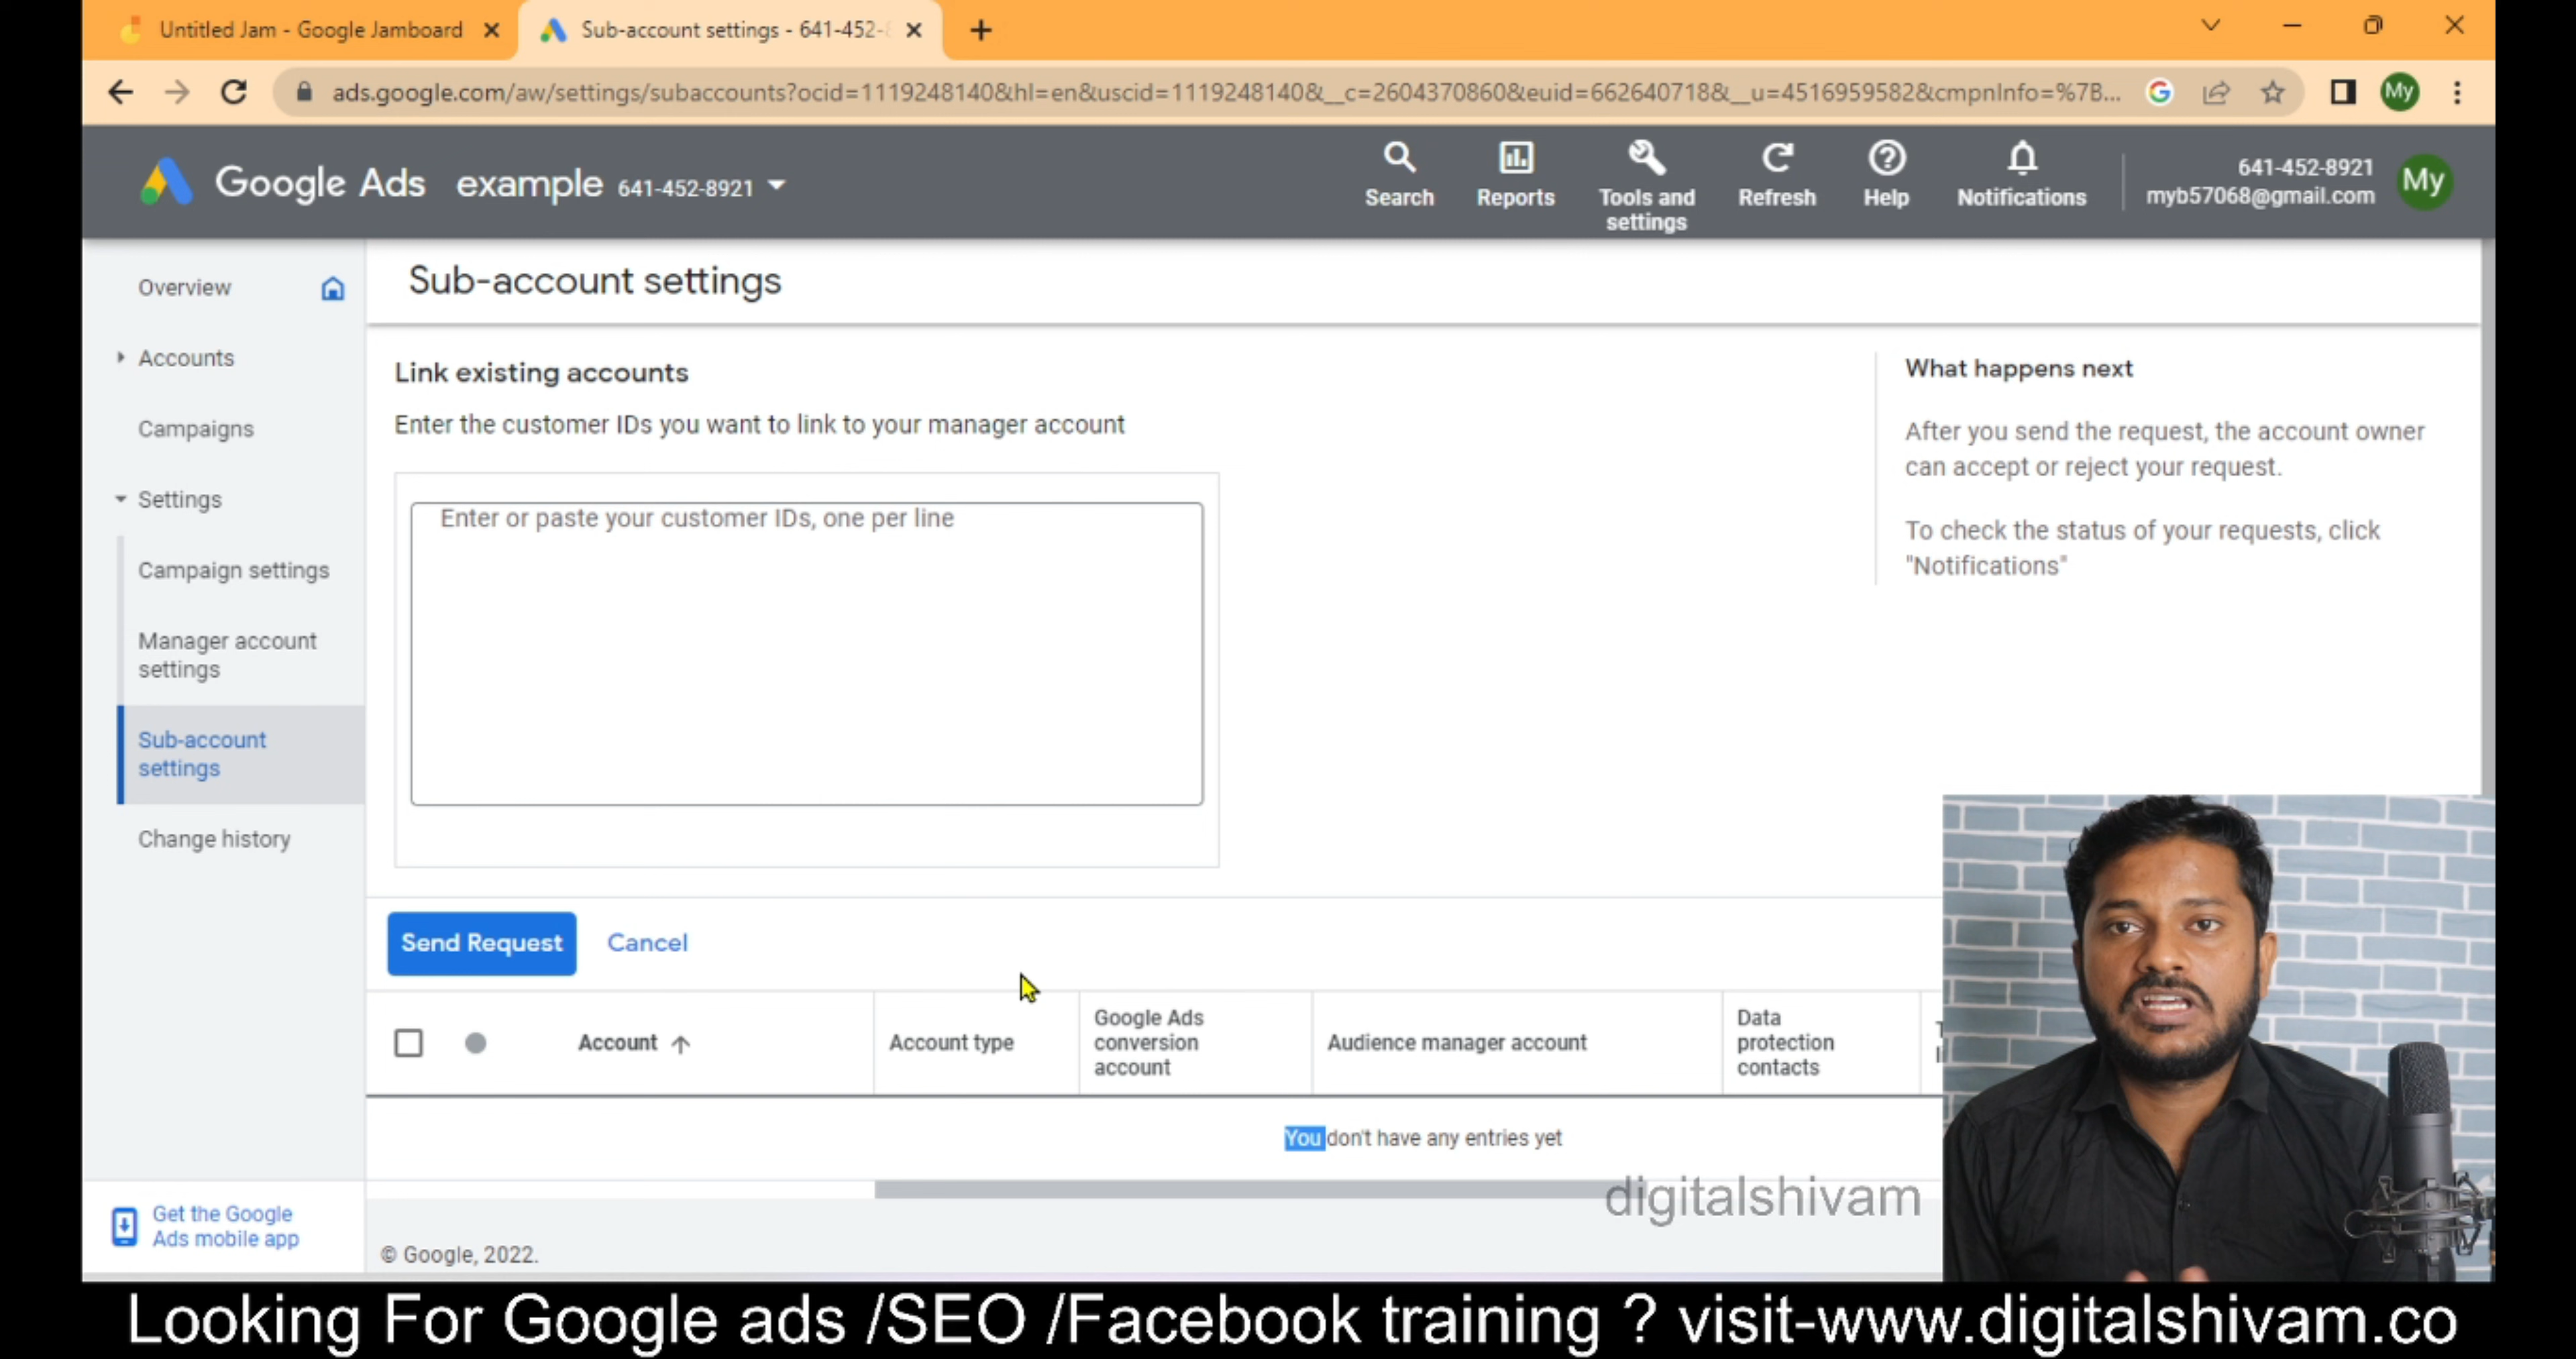 Untitled Jam - Google Jamboard
Sub-account settings - 641-452-
ads.google.com/aw/settings/subaccounts?ocid=1119248140&hl=en&uscid=1119248140&__c=2604370860&euid=662640718&__u=4516959582&cmpnInfo=%7B...
My
Google Ads example 641-452-8921
Search
Reports
Tools and
settings
Refresh
Help
Notifications
641-452-8921
myb57068@gmail.com
My
Overview
Accounts
Campaigns
Settings
Campaign settings
Manager account
settings
Sub-account
settings
Change history
Get the Google
Ads mobile app
Sub-account settings
Link existing accounts
Enter the customer IDs you want to link to your manager account
Enter or paste your customer IDs, one per line
What happens next
After you send the request, the account owner
can accept or reject your request.
To check the status of your requests, click
"Notifications"
Send Request
Cancel
Account
Account type
Google Ads
conversion
account
Audience manager account
Data
protection
contacts
You don't have any entries yet
digitalshivam
© Google, 2022.
Looking For Google ads /SEO /Facebook training ? visit-www.digitalshivam.co